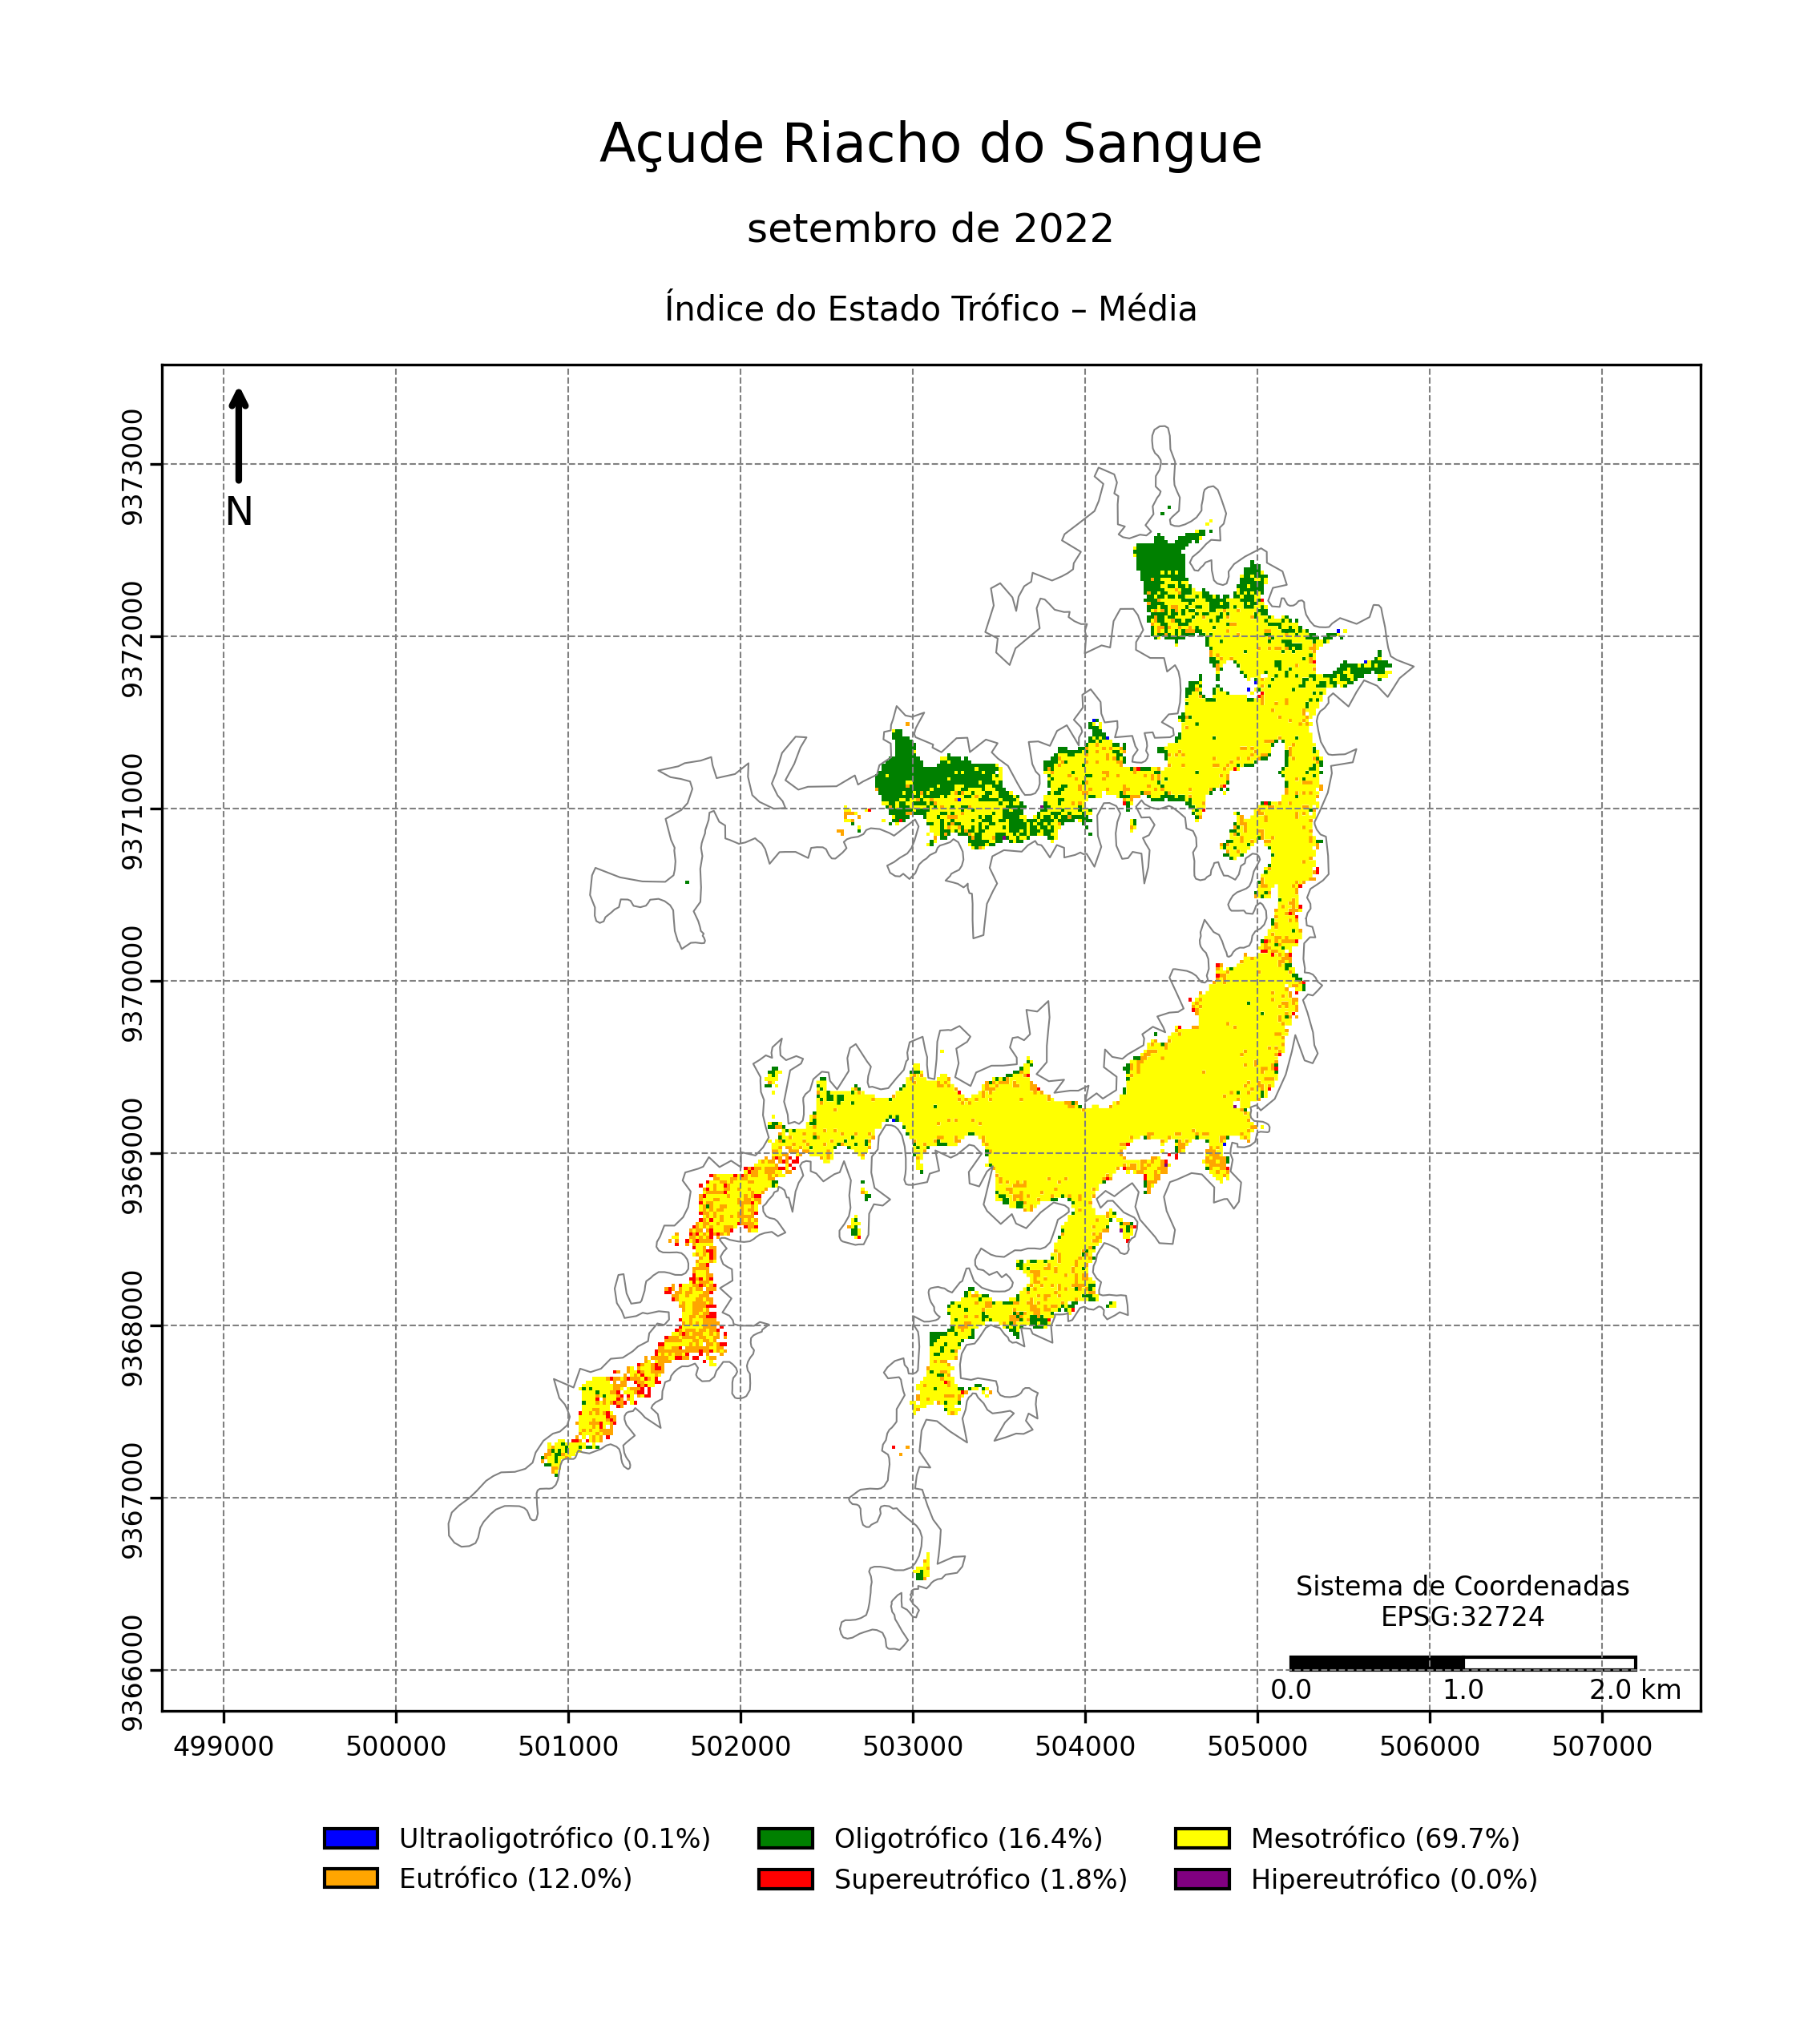 Açude Riacho do Sangue
setembro de 2022
Índice do Estado Trófico – Média
N
9373000
9372000
9371000
9370000
9369000
9368000
9367000
9366000
Sistema de Coordenadas
EPSG:32724
0.0 1.0 2.0 km
499000 500000 501000 502000 503000 504000 505000 506000 507000
Ultraoligotrófico (0.1%) Oligotrófico (16.4%) Mesotrófico (69.7%)
Eutrófico (12.0%) Supereutrófico (1.8%) Hipereutrófico (0.0%)